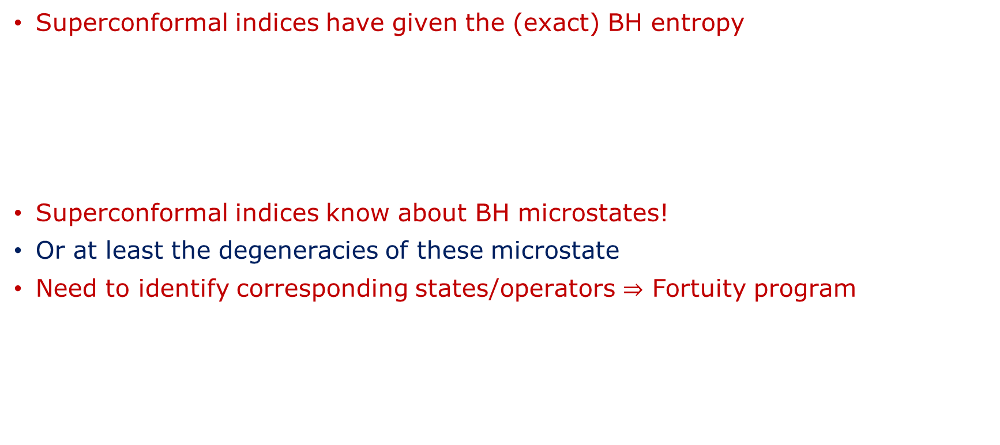 • Superconformal indices have given the (exact) BH entropy
• Superconformal indices know about BH microstates!
• Or at least the degeneracies of these microstate
• Need to identify corresponding states/operators ⇒ Fortuity program